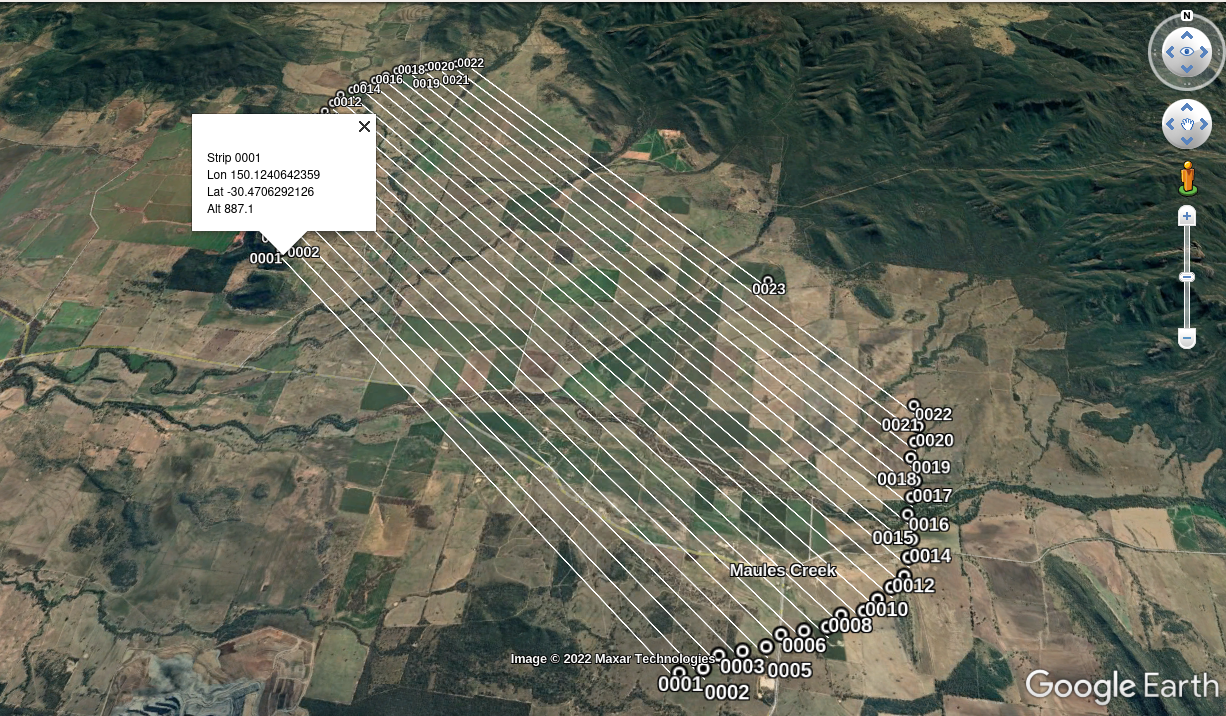 N
0018 0020 0022
0016 0019 0021
0014
0012
Strip 0001
Lon 150.1240642359
Lat -30.4706292126
Alt 887.1
0001 0002
0023
0022
0021
0020
0019
0018
0017
0016
0015
0014
0012
Maules Creek
0010
0008
0006
Image © 2022 Maxar Technologies
0003 0005
0001 0002
Google Earth